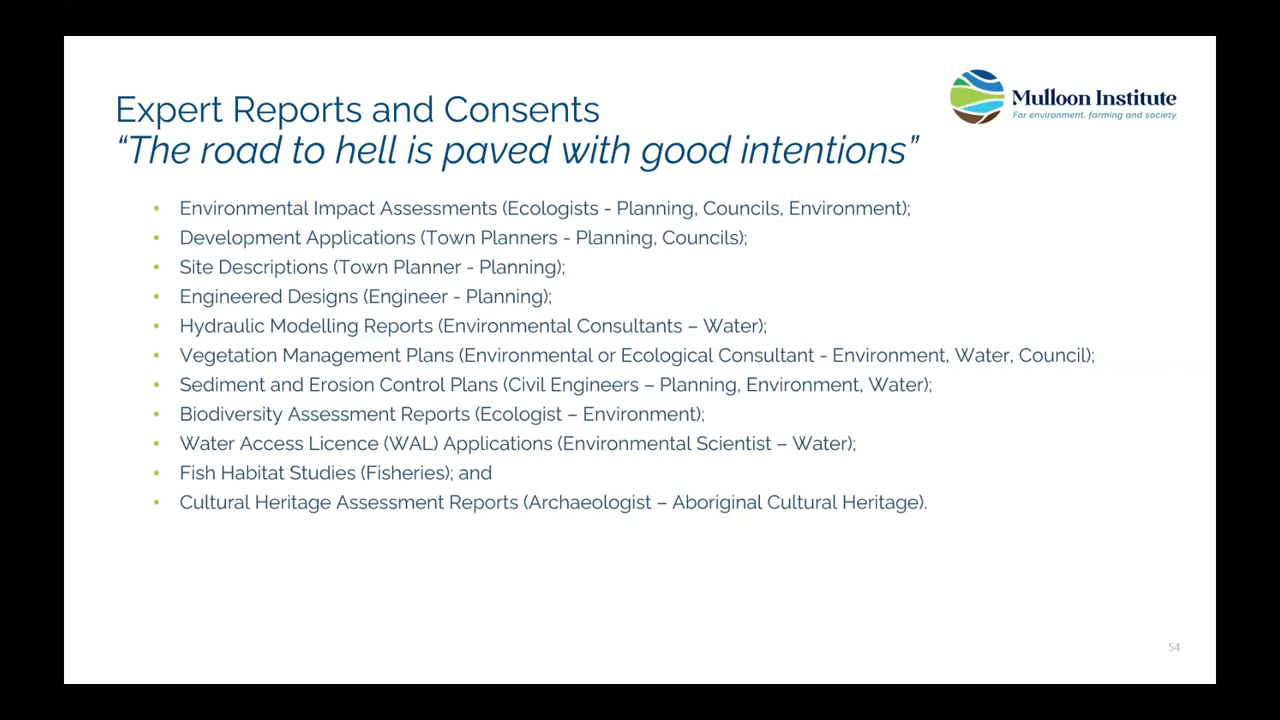 Expert Reports and Consents
“The road to hell is paved with good intentions”
Mulloon Institute
For environment, farming and society.
• Environmental Impact Assessments (Ecologists - Planning, Councils, Environment);
• Development Applications (Town Planners - Planning, Councils);
• Site Descriptions (Town Planner - Planning);
• Engineered Designs (Engineer - Planning);
• Hydraulic Modelling Reports (Environmental Consultants – Water);
• Vegetation Management Plans (Environmental or Ecological Consultant - Environment, Water, Council);
• Sediment and Erosion Control Plans (Civil Engineers – Planning, Environment, Water);
• Biodiversity Assessment Reports (Ecologist – Environment);
• Water Access Licence (WAL) Applications (Environmental Scientist – Water);
• Fish Habitat Studies (Fisheries); and
• Cultural Heritage Assessment Reports (Archaeologist – Aboriginal Cultural Heritage).
54